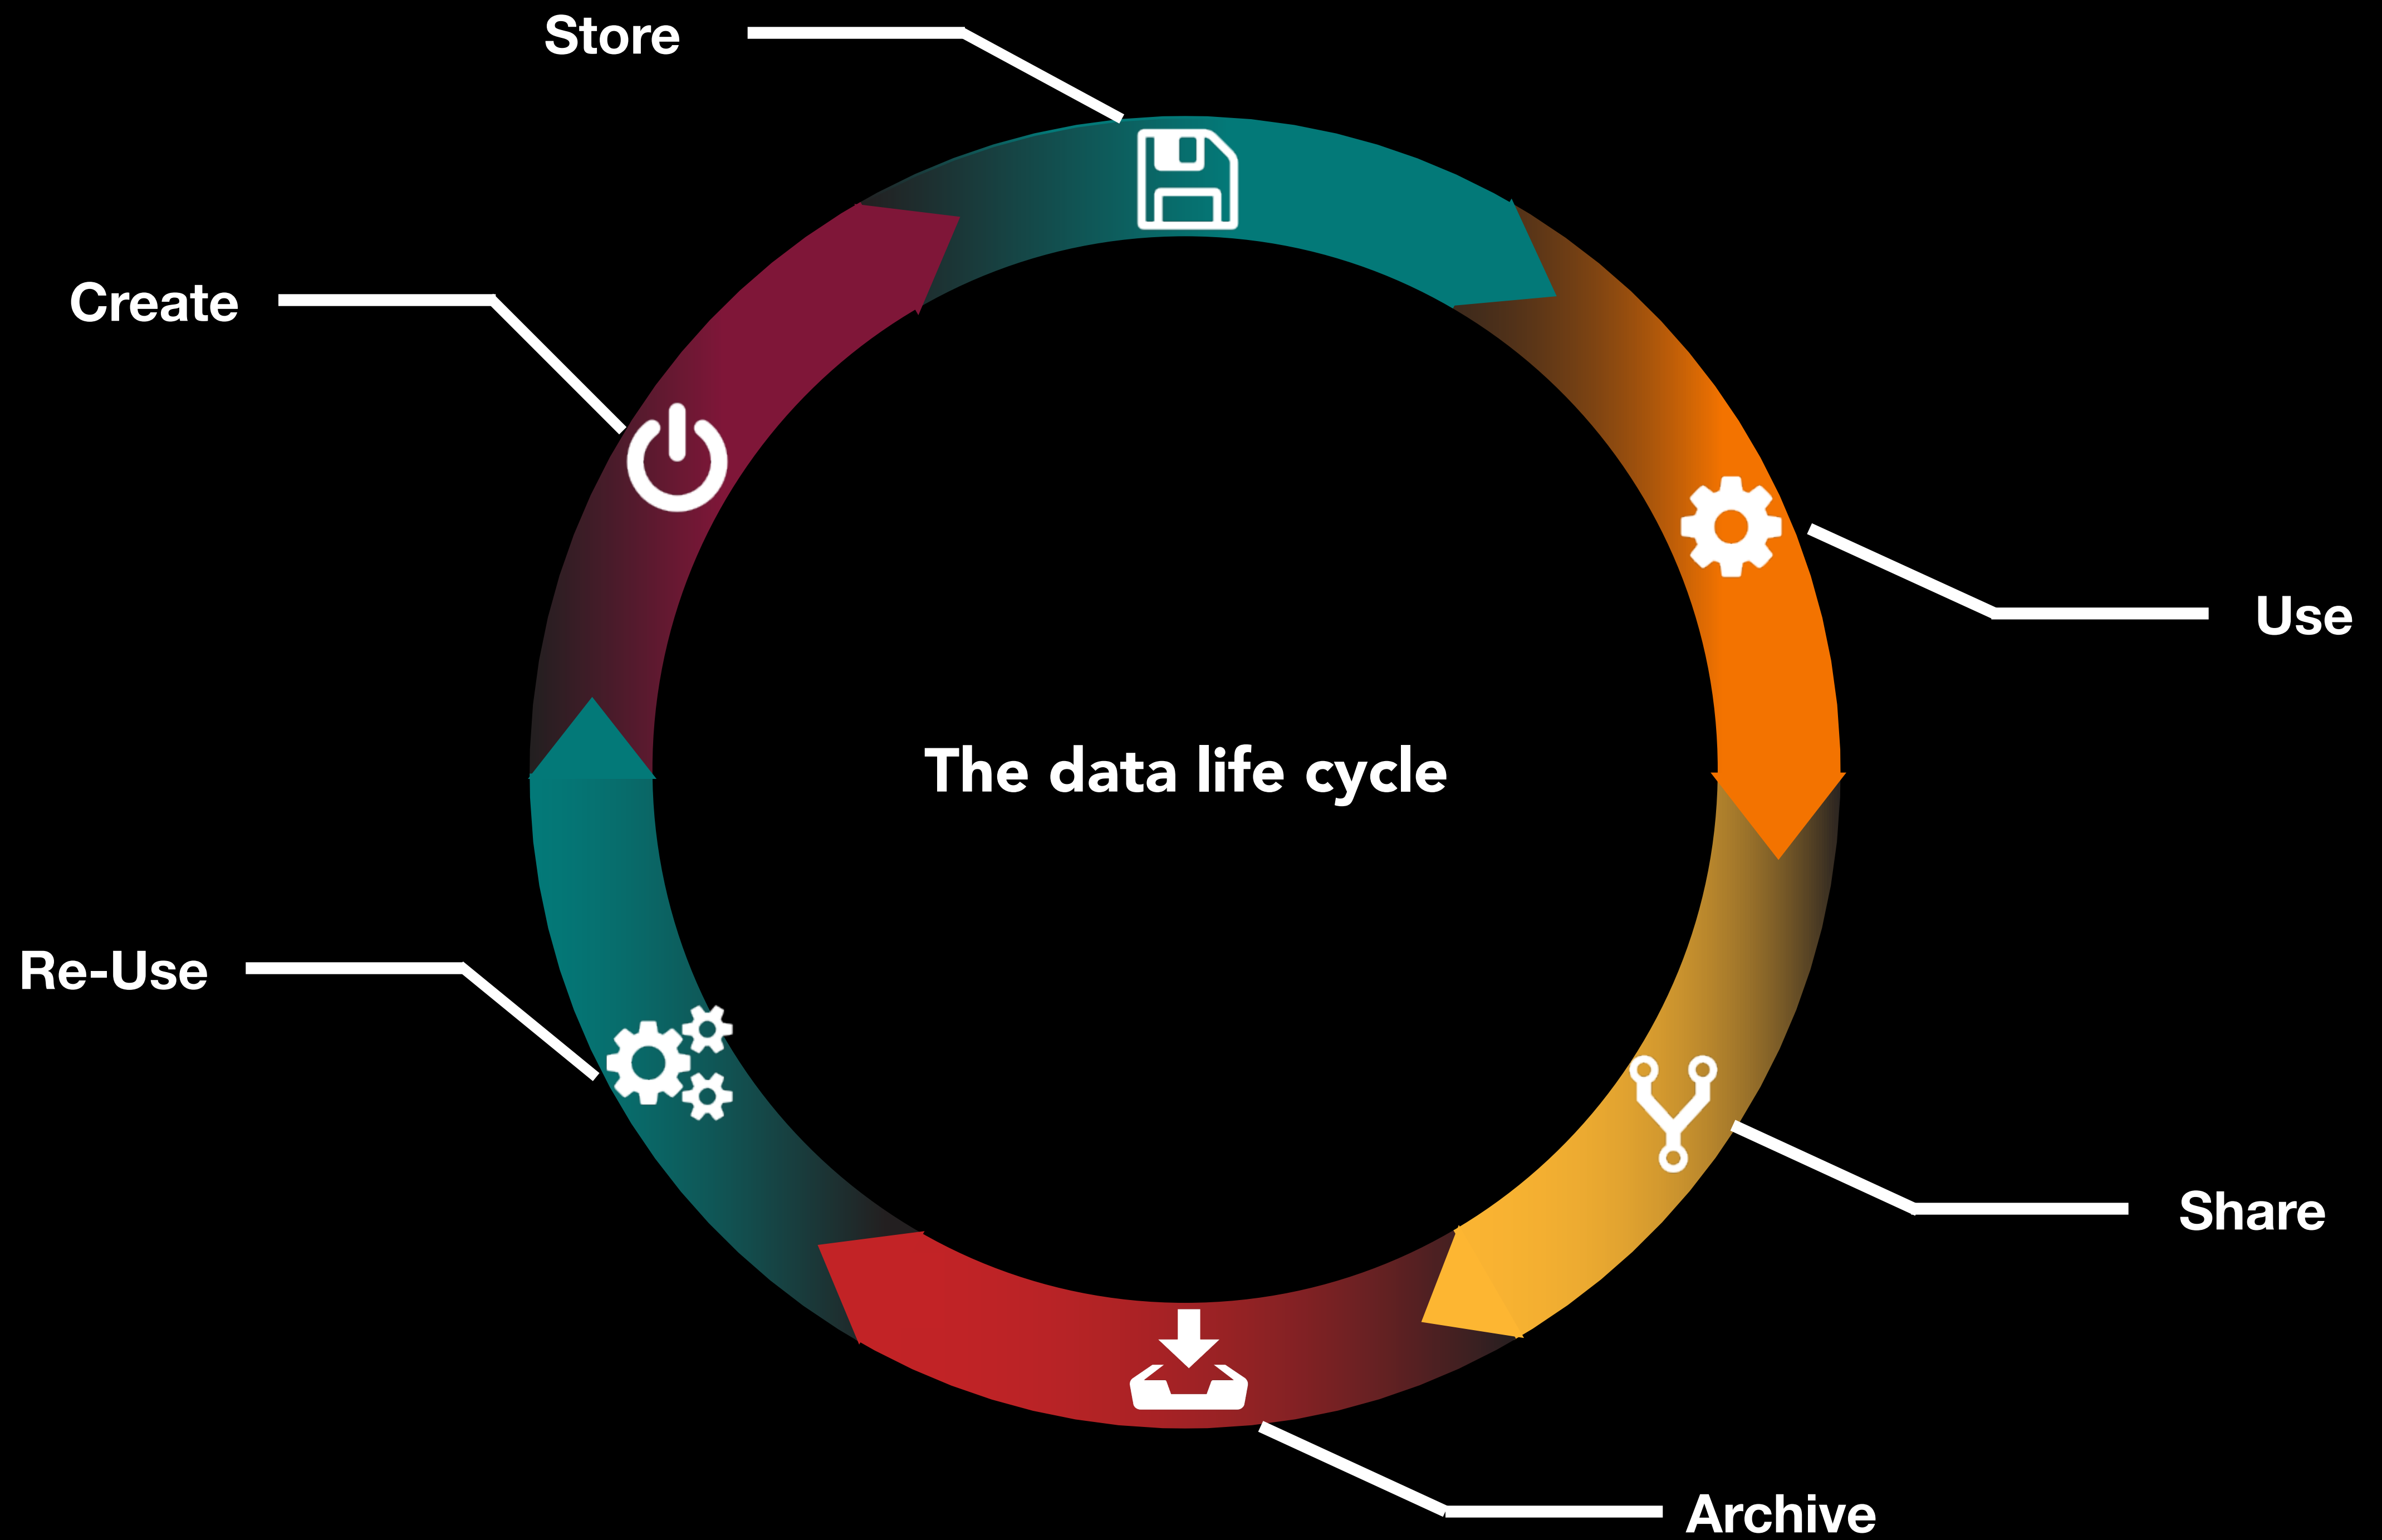 Store
Create
Use
The data life cycle
Re-Use
Share
Archive